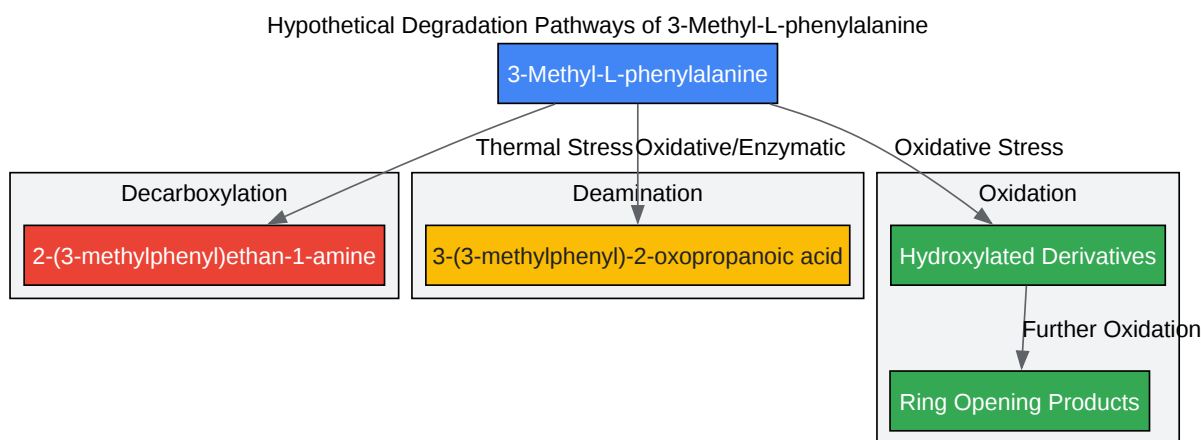 Hypothetical Degradation Pathways of 3-Methyl-L-phenylalanine
3-Methyl-L-phenylalanine
Thermal Stress
Oxidative/Enzymatic
Oxidative Stress
Decarboxylation
Deamination
Oxidation
2-(3-methylphenyl)ethan-1-amine
3-(3-methylphenyl)-2-oxopropanoic acid
Hydroxylated Derivatives
Further Oxidation
Ring Opening Products